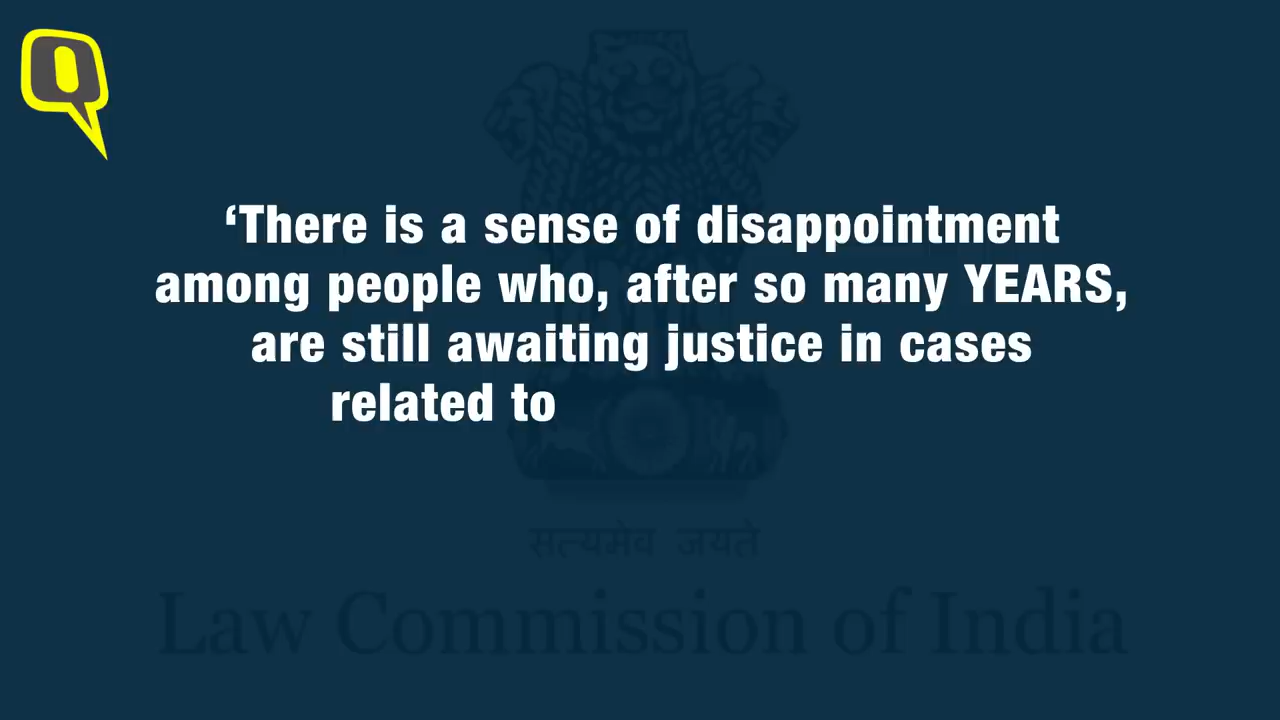 ‘There is a sense of disappointment
among people who, after so many YEARS,
are still awaiting justice in cases
related to
सत्यमेव जयते
Law Commission of India